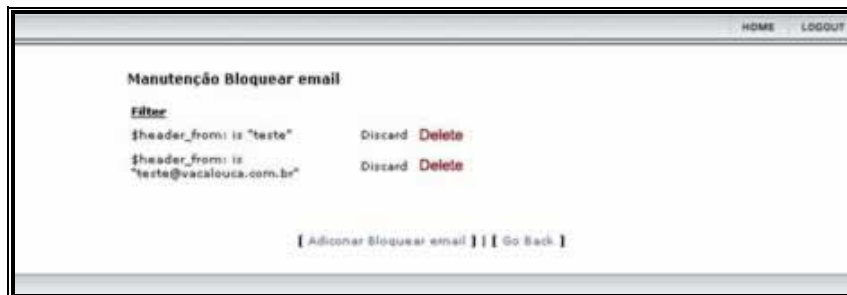 HOME LOGOUT
Manutenção Bloquear email
Filter
$header_from: is "teste" Discard Delete
$header_from: is
"teste@vacalouca.com.br" Discard Delete
[ Adiconar Bloquear email ] | [ Go Back ]